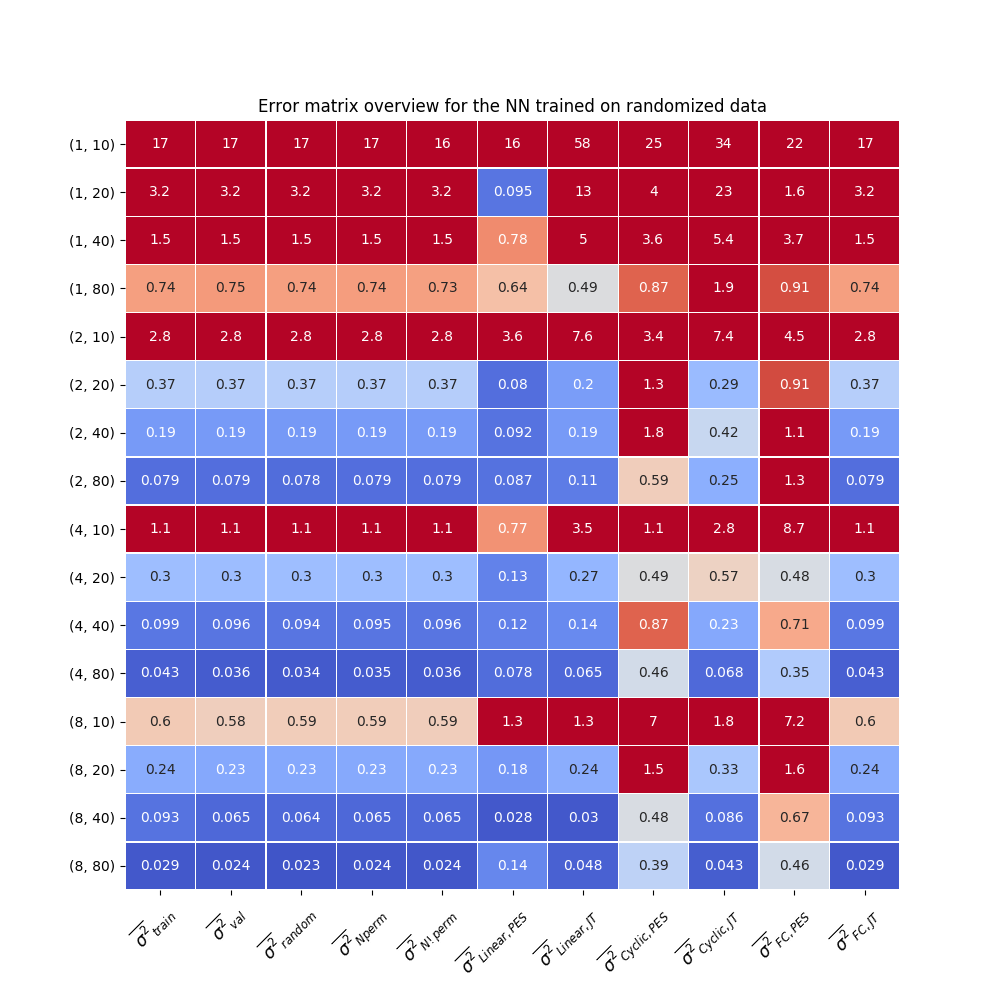 Error matrix overview for the NN trained on randomized data
(1, 10) 17 17 17 17 16 16 58 25 34 22 17
(1, 20) 3.2 3.2 3.2 3.2 3.2 0.095 13 4 23 1.6 3.2
(1, 40) 1.5 1.5 1.5 1.5 1.5 0.78 5 3.6 5.4 3.7 1.5
(1, 80) 0.74 0.75 0.74 0.74 0.73 0.64 0.49 0.87 1.9 0.91 0.74
(2, 10) 2.8 2.8 2.8 2.8 2.8 3.6 7.6 3.4 7.4 4.5 2.8
(2, 20) 0.37 0.37 0.37 0.37 0.37 0.08 0.2 1.3 0.29 0.91 0.37
(2, 40) 0.19 0.19 0.19 0.19 0.19 0.092 0.19 1.8 0.42 1.1 0.19
(2, 80) 0.079 0.079 0.078 0.079 0.079 0.087 0.11 0.59 0.25 1.3 0.079
(4, 10) 1.1 1.1 1.1 1.1 1.1 0.77 3.5 1.1 2.8 8.7 1.1
(4, 20) 0.3 0.3 0.3 0.3 0.3 0.13 0.27 0.49 0.57 0.48 0.3
(4, 40) 0.099 0.096 0.094 0.095 0.096 0.12 0.14 0.87 0.23 0.71 0.099
(4, 80) 0.043 0.036 0.034 0.035 0.036 0.078 0.065 0.46 0.068 0.35 0.043
(8, 10) 0.6 0.58 0.59 0.59 0.59 1.3 1.3 7 1.8 7.2 0.6
(8, 20) 0.24 0.23 0.23 0.23 0.23 0.18 0.24 1.5 0.33 1.6 0.24
(8, 40) 0.093 0.065 0.064 0.065 0.065 0.028 0.03 0.48 0.086 0.67 0.093
(8, 80) 0.029 0.024 0.023 0.024 0.024 0.14 0.048 0.39 0.043 0.46 0.029
σ̅² train σ̅² val σ̅² random σ̅² Nperm σ̅² N!perm σ̅² Linear,PES σ̅² Linear,JT σ̅² Cyclic,PES σ̅² Cyclic,JT σ̅² FC,PES σ̅² FC,JT